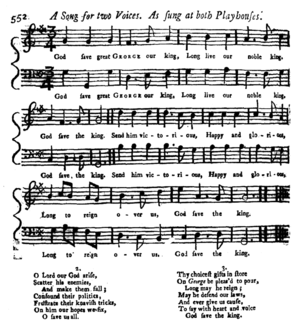 552. A Song for two Voices. As sung at both Playhouses.
God save great GEORGE our king, Long live our noble king,
God save great GEORGE our king, Long live our noble king,
God save the king. Send him vic - to - ri - ous, Happy and glo - ri - ous,
God save the king. Send him vic - to - ri - ous, Happy and glo - ri - ous,
Long to reign o - ver us, God save the king.
Long to reign o - ver us, God save the king.
2.
O Lord our God arise,
Scatter his enemies,
And make them fall;
Confound their politics,
Frustrate their knavish tricks,
On him our hopes we fix,
O save us all.
3.
Thy choicest gifts in store
On George be pleas'd to pour,
Long may he reign;
May he defend our laws,
And ever give us cause,
To say with heart and voice
God save the king.